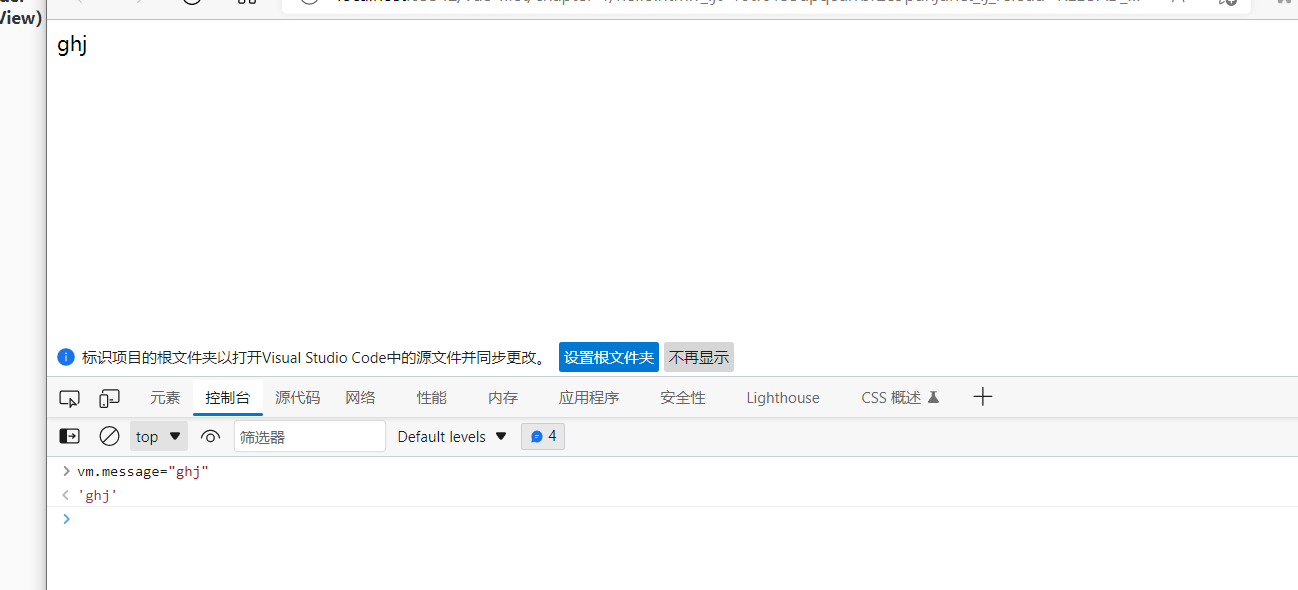 View)
ghj
标识项目的根文件夹以打开Visual Studio Code中的源文件并同步更改。 设置根文件夹 不再显示
元素 控制台 源代码 网络 性能 内存 应用程序 安全性 Lighthouse CSS 概述
top 筛选器 Default levels 4
vm.message="ghj"
'ghj'